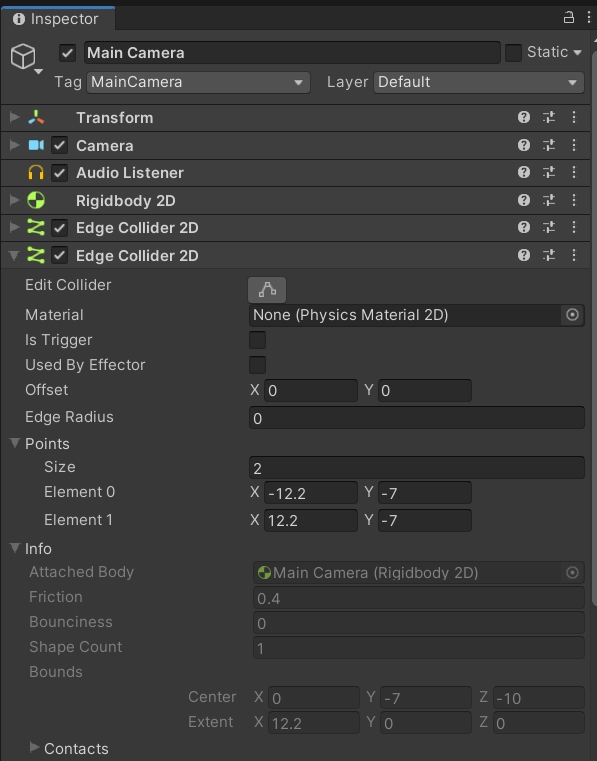 Inspector
Main Camera Static
Tag MainCamera Layer Default
Transform
Camera
Audio Listener
Rigidbody 2D
Edge Collider 2D
Edge Collider 2D
Edit Collider
Material None (Physics Material 2D)
Is Trigger
Used By Effector
Offset X 0 Y 0
Edge Radius 0
Points
Size 2
Element 0 X -12.2 Y -7
Element 1 X 12.2 Y -7
Info
Attached Body Main Camera (Rigidbody 2D)
Friction 0.4
Bounciness 0
Shape Count 1
Bounds
Center X 0 Y -7 Z -10
Extent X 12.2 Y 0 Z 0
Contacts